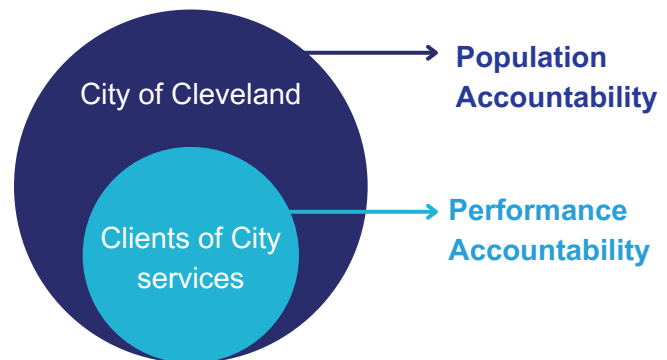 City of Cleveland
Population
Accountability
Clients of City
services
Performance
Accountability